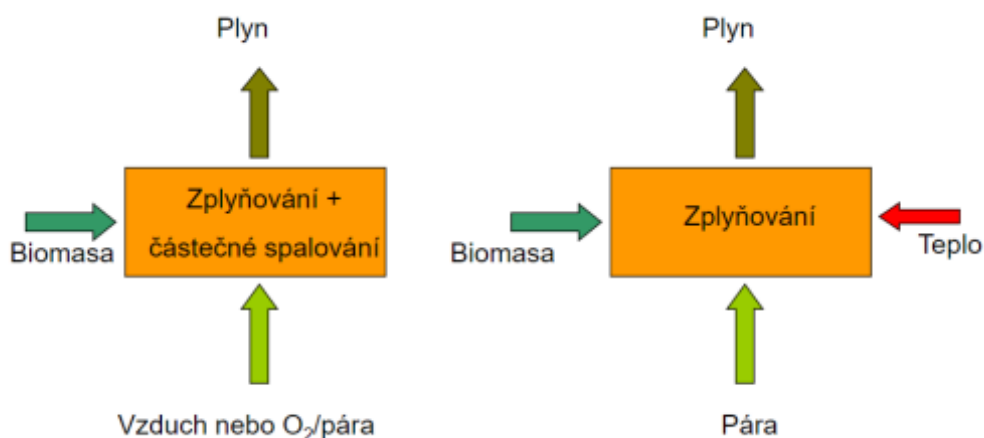 Plyn
Zplyňování +
částečné spalování
Biomasa
Vzduch nebo O₂/pára
Plyn
Zplyňování
Biomasa
Teplo
Pára